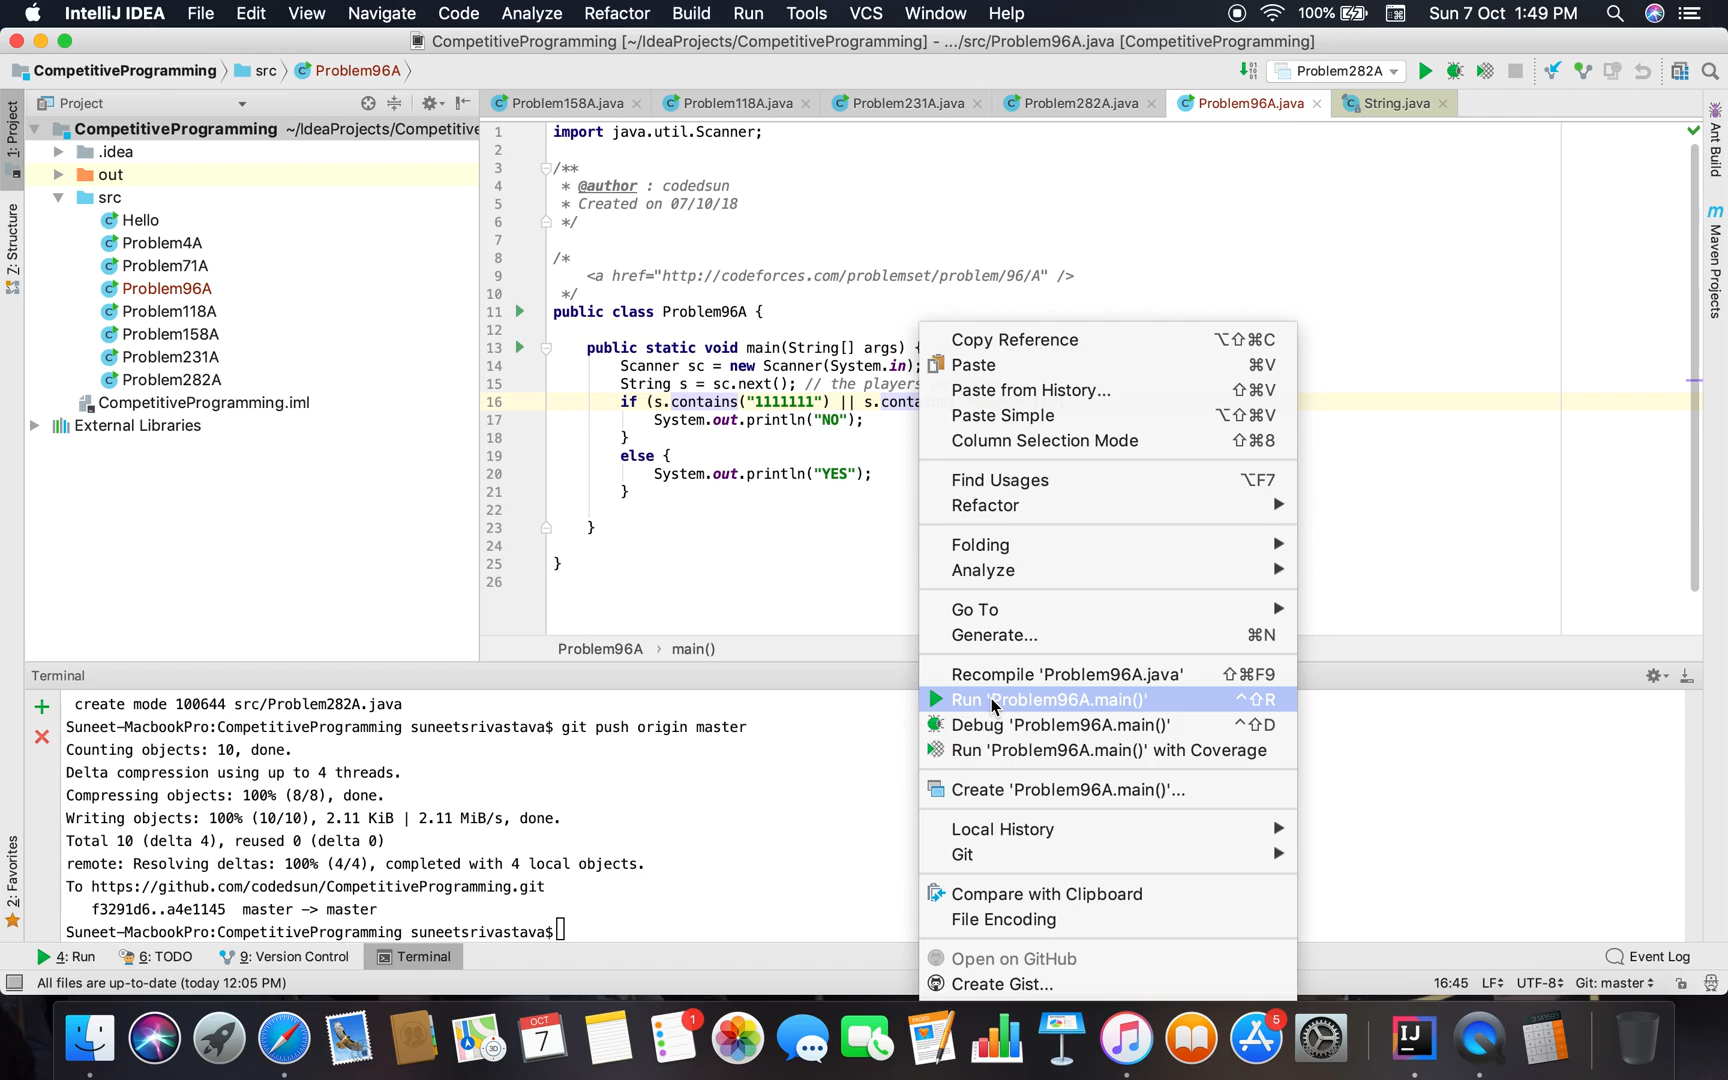 IntelliJ IDEA File Edit View Navigate Code Analyze Refactor Build Run Tools VCS Window Help 100% Sun 7 Oct 1:49 PM
CompetitiveProgramming [~/IdeaProjects/CompetitiveProgramming] - .../src/Problem96A.java [CompetitiveProgramming]
CompetitiveProgramming src Problem96A Problem282A
Project
Problem158A.java Problem118A.java Problem231A.java Problem282A.java Problem96A.java String.java
1: Project
Z: Structure
2: Favorites
Ant Build
Maven Projects
CompetitiveProgramming ~/IdeaProjects/Competitive
.idea
out
src
Hello
Problem4A
Problem71A
Problem96A
Problem118A
Problem158A
Problem231A
Problem282A
CompetitiveProgramming.iml
External Libraries
1 import java.util.Scanner;
2
3 /**
4 * @author : codedsun
5 * Created on 07/10/18
6 */
7
8 /*
9 <a href="http://codeforces.com/problemset/problem/96/A" />
10 */
11 public class Problem96A {
12
13 public static void main(String[] args) {
14 Scanner sc = new Scanner(System.in);
15 String s = sc.next(); // the players
16 if (s.contains("1111111") || s.conta
17 System.out.println("NO");
18 }
19 else {
20 System.out.println("YES");
21 }
22
23 }
24
25 }
26
Problem96A › main()
Copy Reference ⌥⇧⌘C
Paste ⌘V
Paste from History... ⇧⌘V
Paste Simple ⌥⇧⌘V
Column Selection Mode ⇧⌘8
Find Usages ⌥F7
Refactor
Folding
Analyze
Go To
Generate... ⌘N
Recompile 'Problem96A.java' ⇧⌘F9
Run 'Problem96A.main()' ^⇧R
Debug 'Problem96A.main()' ^⇧D
Run 'Problem96A.main()' with Coverage
Create 'Problem96A.main()'...
Local History
Git
Compare with Clipboard
File Encoding
Open on GitHub
Create Gist...
Terminal
create mode 100644 src/Problem282A.java
Suneet-MacbookPro:CompetitiveProgramming suneetsrivastava$ git push origin master
Counting objects: 10, done.
Delta compression using up to 4 threads.
Compressing objects: 100% (8/8), done.
Writing objects: 100% (10/10), 2.11 KiB | 2.11 MiB/s, done.
Total 10 (delta 4), reused 0 (delta 0)
remote: Resolving deltas: 100% (4/4), completed with 4 local objects.
To https://github.com/codedsun/CompetitiveProgramming.git
f3291d6..a4e1145 master -> master
Suneet-MacbookPro:CompetitiveProgramming suneetsrivastava$
4: Run 6: TODO 9: Version Control Terminal Event Log
All files are up-to-date (today 12:05 PM) 16:45 LF UTF-8 Git: master
OCT
7
3D
1
5
IJ